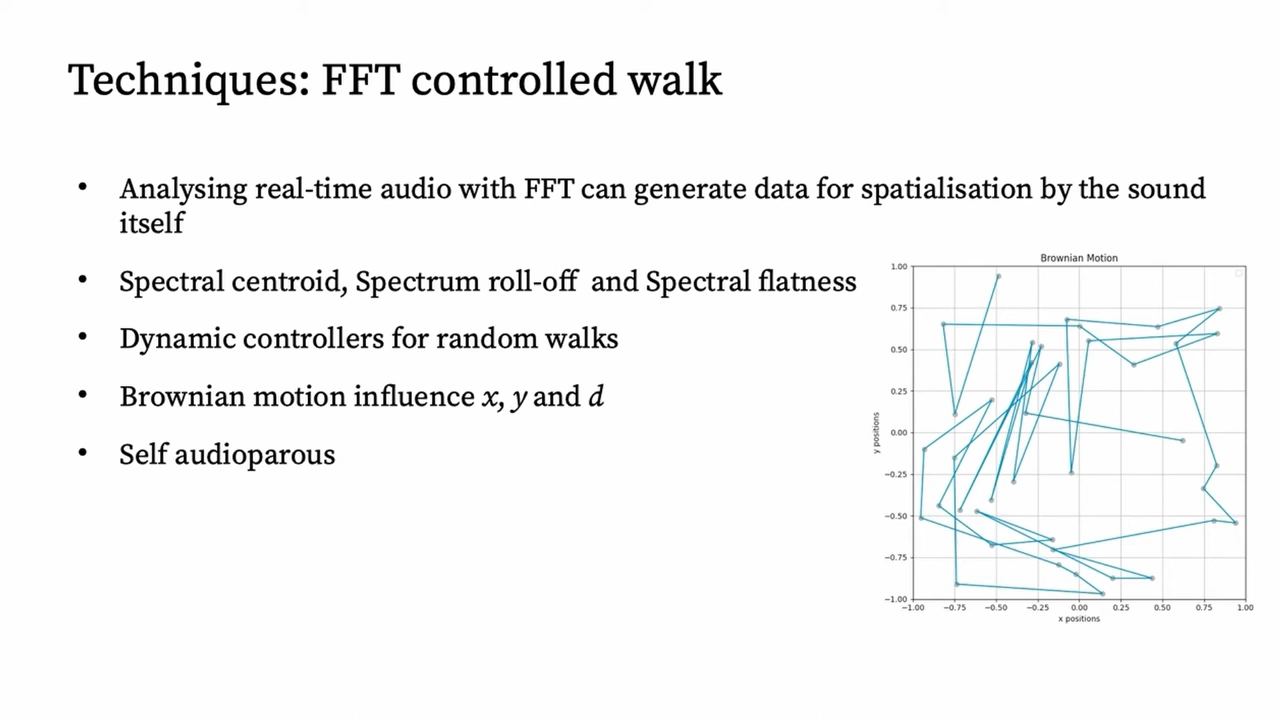 Techniques: FFT controlled walk
• Analysing real-time audio with FFT can generate data for spatialisation by the sound
itself
• Spectral centroid, Spectrum roll-off and Spectral flatness
• Dynamic controllers for random walks
• Brownian motion influence x, y and d
• Self audioparous
Brownian Motion
1.00
0.75
0.50
0.25
0.00
−0.25
−0.50
−0.75
−1.00
y positions
−1.00 −0.75 −0.50 −0.25 0.00 0.25 0.50 0.75 1.00
x positions